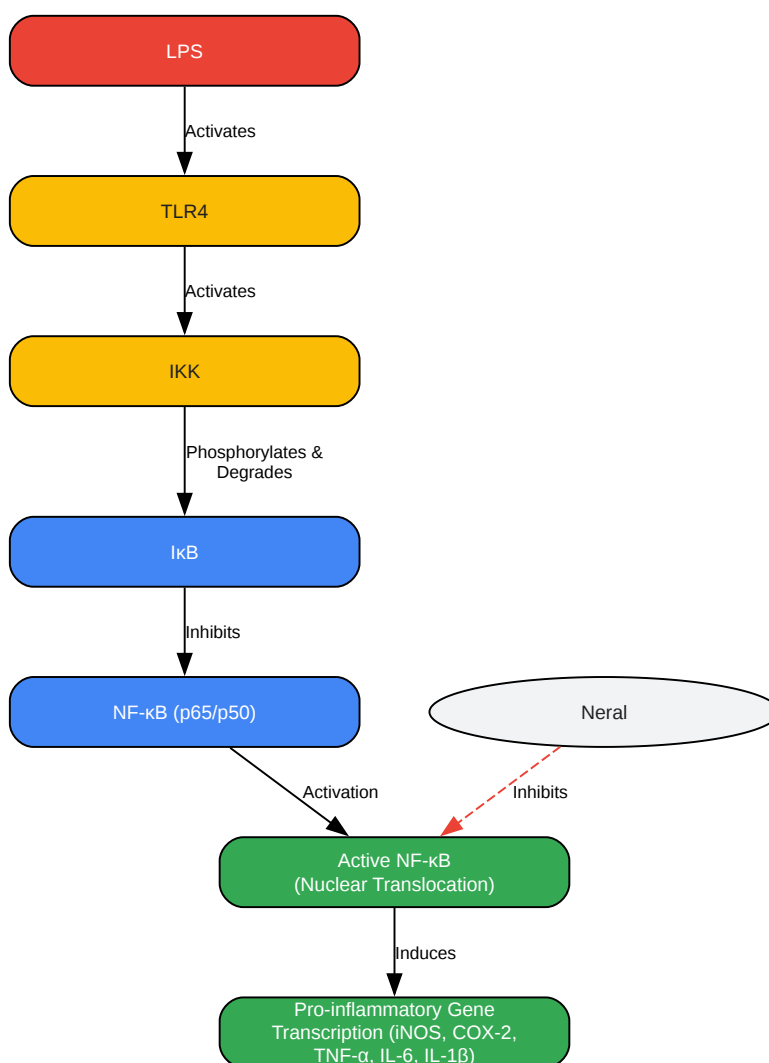 LPS
Activates
TLR4
Activates
IKK
Phosphorylates &
Degrades
IκB
Inhibits
NF-κB (p65/p50)
Neral
Activation
Inhibits
Active NF-κB
(Nuclear Translocation)
Induces
Pro-inflammatory Gene
Transcription (iNOS, COX-2,
TNF-α, IL-6, IL-1β)